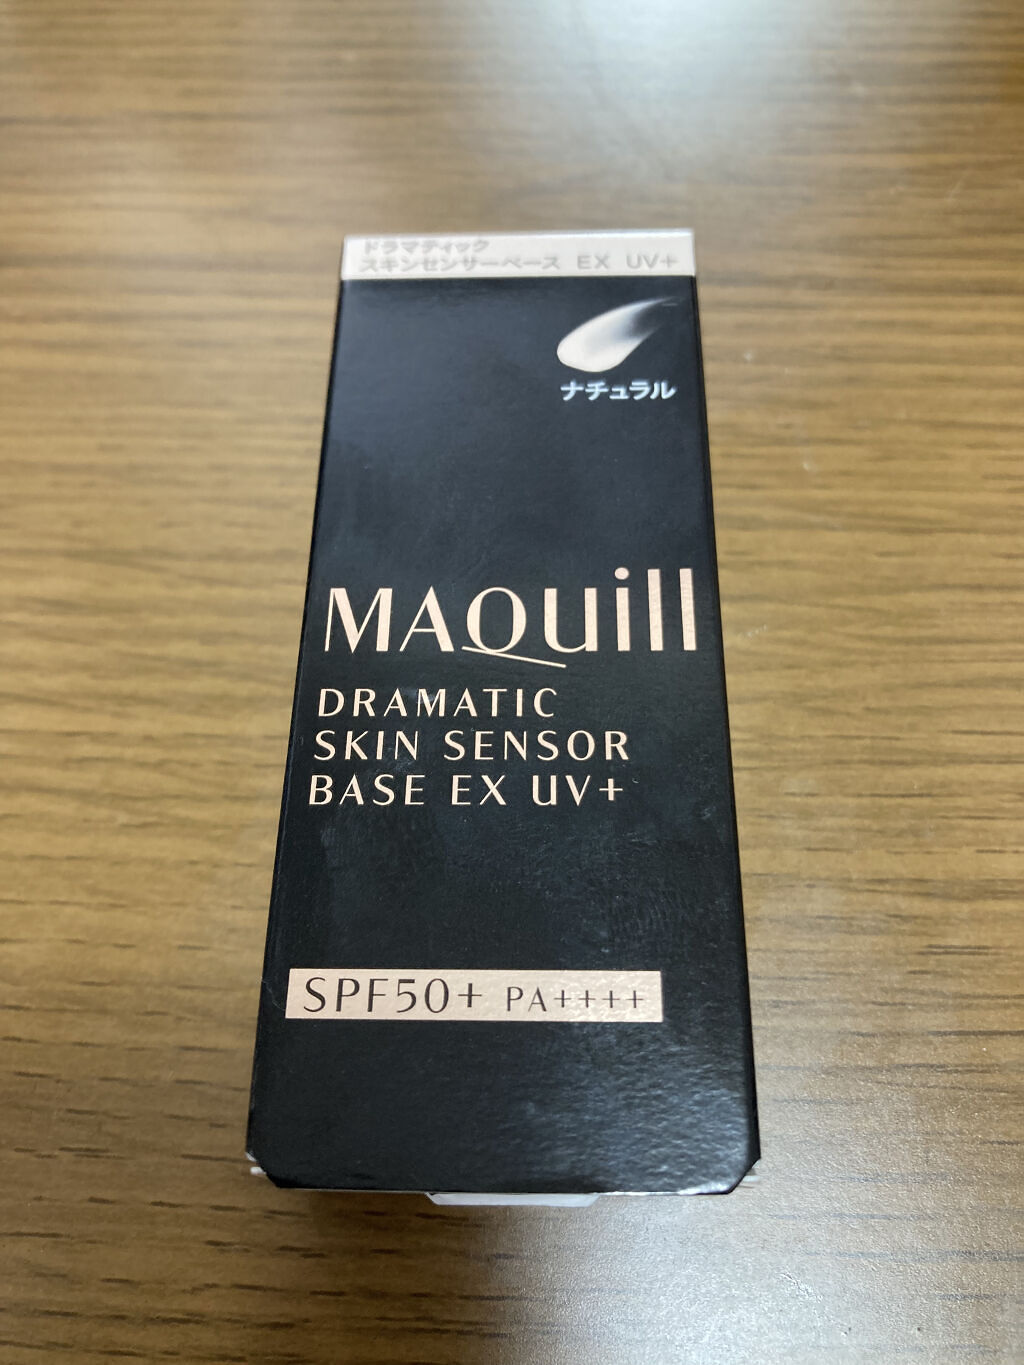 ドラマティック
スキンセンサーベース EX UV+
ナチュラル
MAQuill
DRAMATIC
SKIN SENSOR
BASE EX UV+
SPF50+ PA++++